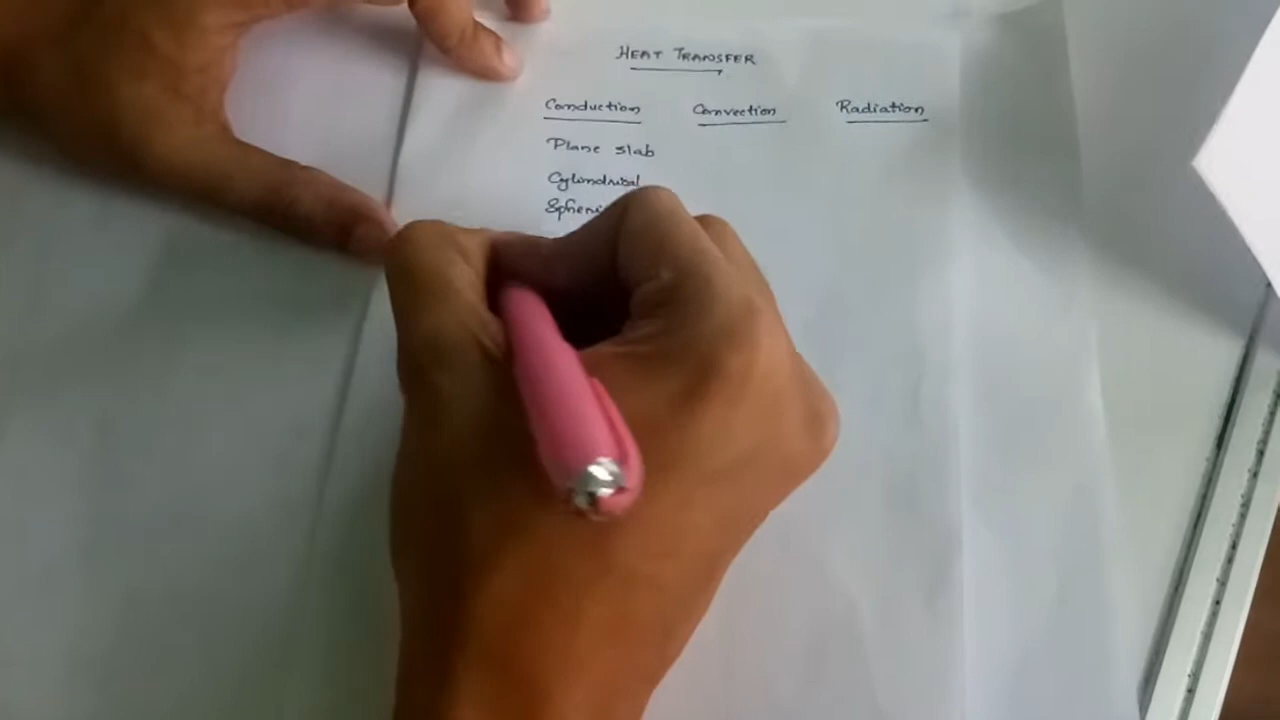 HEAT TRANSFER
Conduction Convection Radiation
Plane slab
Cylindrical